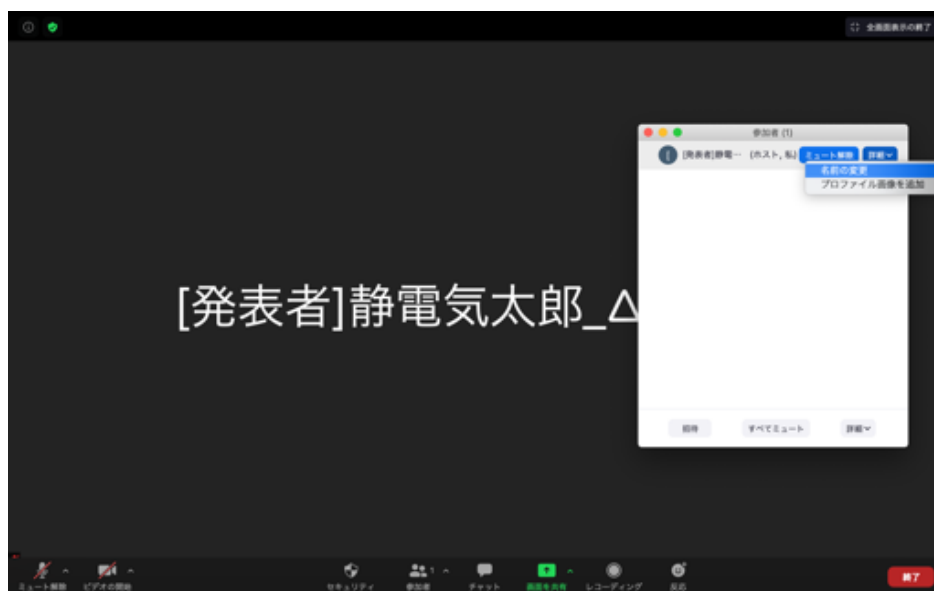 全画面表示の終了
参加者 (1)
[発表者]静電… (ホスト, 私) ミュート解除 詳細
名前の変更
プロファイル画像を追加
[発表者]静電気太郎_△
招待 すべてミュート 詳細
ミュート解除 ビデオの開始 セキュリティ 参加者 1 チャット 画面を共有 レコーディング 反応 終了